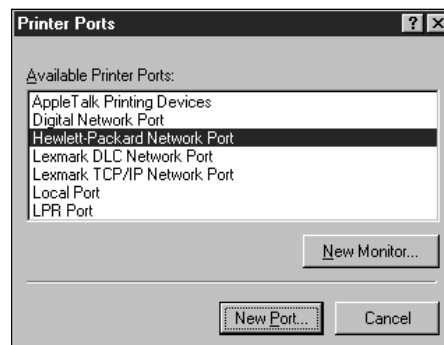 Printer Ports
Available Printer Ports:
AppleTalk Printing Devices
Digital Network Port
Hewlett-Packard Network Port
Lexmark DLC Network Port
Lexmark TCP/IP Network Port
Local Port
LPR Port
New Monitor...
New Port... Cancel